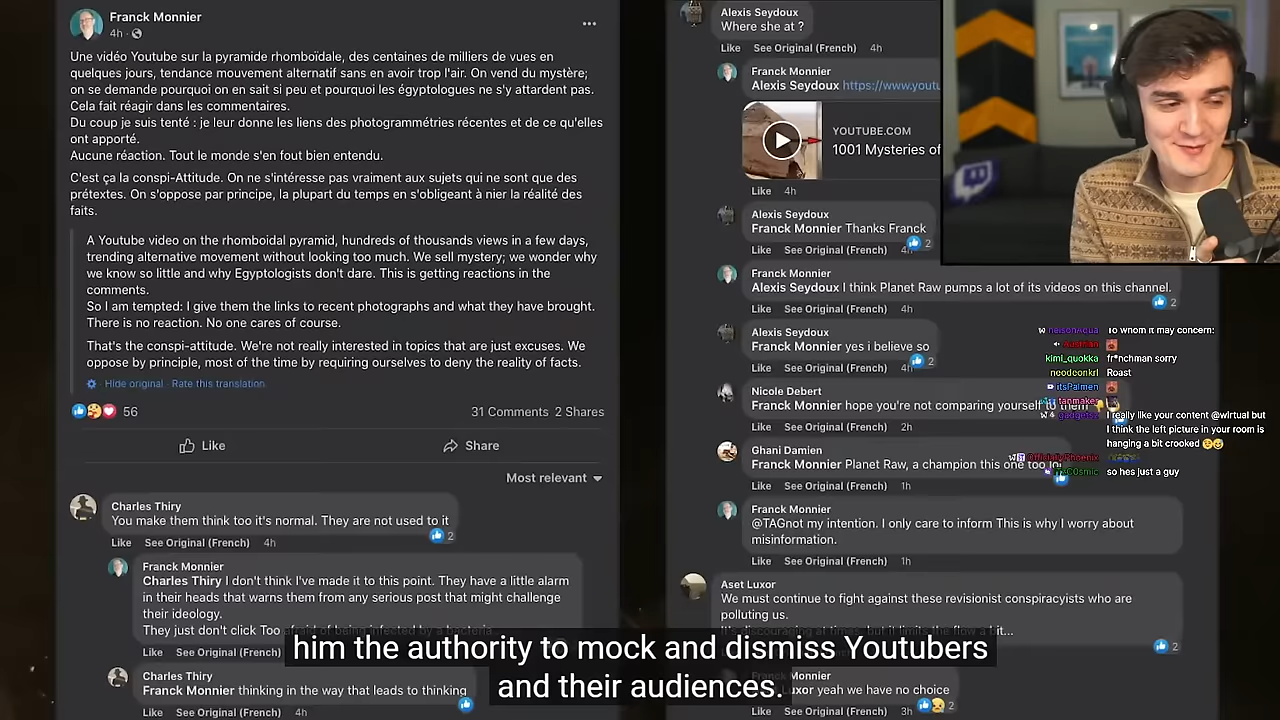 Franck Monnier
4h
Une vidéo Youtube sur la pyramide rhomboïdale, des centaines de milliers de vues en
quelques jours, tendance mouvement alternatif sans en avoir trop l'air. On vend du mystère;
on se demande pourquoi on en sait si peu et pourquoi les égyptologues ne s'y attardent pas.
Cela fait réagir dans les commentaires.
Du coup je suis tenté : je leur donne les liens des photogrammétries récentes et de ce qu'elles
ont apporté.
Aucune réaction. Tout le monde s'en fout bien entendu.
C'est ça la conspi-Attitude. On ne s'intéresse pas vraiment aux sujets qui ne sont que des
prétextes. On s'oppose par principe, la plupart du temps en s'obligeant à nier la réalité des
faits.
A Youtube video on the rhomboidal pyramid, hundreds of thousands views in a few days,
trending alternative movement without looking too much. We sell mystery; we wonder why
we know so little and why Egyptologists don't dare. This is getting reactions in the
comments.
So I am tempted: I give them the links to recent photographs and what they have brought.
There is no reaction. No one cares of course.
That's the conspi-attitude. We're not really interested in topics that are just excuses. We
oppose by principle, most of the time by requiring ourselves to deny the reality of facts.
Hide original Rate this translation
56 31 Comments 2 Shares
Like Share
Most relevant
Charles Thiry
You make them think too it's normal. They are not used to it
2
Like See Original (French) 4h
Franck Monnier
Charles Thiry I don't think I've made it to this point. They have a little alarm
in their heads that warns them from any serious post that might challenge
their ideology.
They just don't click Too afraid of being infected by a bacteria
Like See Original (French)
Charles Thiry
Franck Monnier thinking in the way that leads to thinking
Like See Original (French) 4h
Alexis Seydoux
Where she at ?
Like See Original (French) 4h
Franck Monnier
Alexis Seydoux https://www.youtu
YOUTUBE.COM
1001 Mysteries of
Like 4h
Alexis Seydoux
Franck Monnier Thanks Franck
2
Like See Original (French) 4h
Franck Monnier
Alexis Seydoux I think Planet Raw pumps a lot of its videos on this channel.
2
Like See Original (French) 4h
Alexis Seydoux
Franck Monnier yes i believe so
2
Like See Original (French) 4h
Nicole Debert
Franck Monnier hope you're not comparing yourself to them
Like See Original (French) 2h
Ghani Damien
Franck Monnier Planet Raw, a champion this one too
Like See Original (French) 1h
Franck Monnier
@TAGnot my intention. I only care to inform This is why I worry about
misinformation.
Like See Original (French) 1h
Aset Luxor
We must continue to fight against these revisionist conspiracyists who are
polluting us.
It's discouraging at times, but it limits the flow a bit...
2
Monnier
Luxor yeah we have no choice
2
Like See Original (French) 3h
To whom it may concern:
kimi_quokka fr*nchman sorry
neodeonkrl Roast
itsPalmen
tanmaker
I really like your content @wirtual but
I think the left picture in your room is
hanging a bit crooked
OfficiallyPhoenix
so hes just a guy
him the authority to mock and dismiss Youtubers
and their audiences.